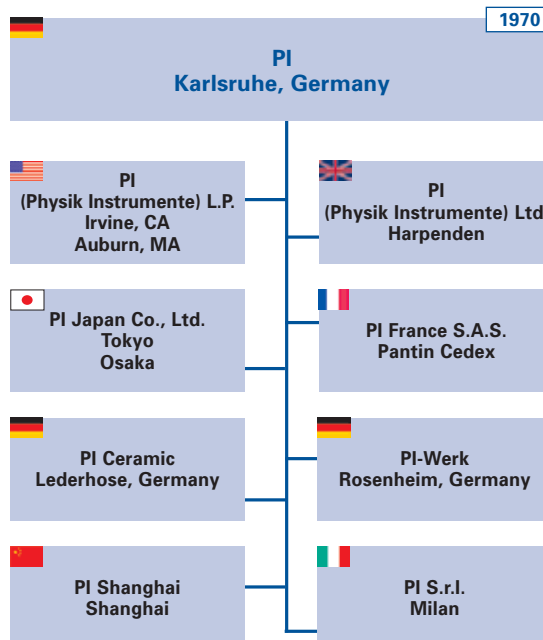 1970
PI
Karlsruhe, Germany
PI
(Physik Instrumente) L.P.
Irvine, CA
Auburn, MA
PI
(Physik Instrumente) Ltd
Harpenden
PI Japan Co., Ltd.
Tokyo
Osaka
PI France S.A.S.
Pantin Cedex
PI Ceramic
Lederhose, Germany
PI-Werk
Rosenheim, Germany
PI Shanghai
Shanghai
PI S.r.l.
Milan